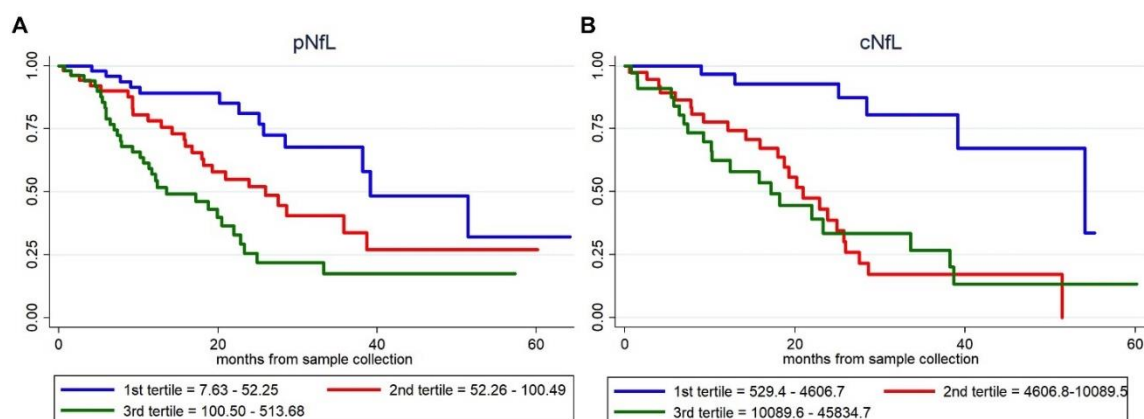 A
pNfL
1.00
0.75
0.50
0.25
0.00
0 20 40 60
months from sample collection
1st tertile = 7.63 - 52.25 2nd tertile = 52.26 - 100.49
3rd tertile = 100.50 - 513.68
B
cNfL
1.00
0.75
0.50
0.25
0.00
0 20 40 60
months from sample collection
1st tertile = 529.4 - 4606.7 2nd tertile = 4606.8-10089.5
3rd tertile = 10089.6 - 45834.7